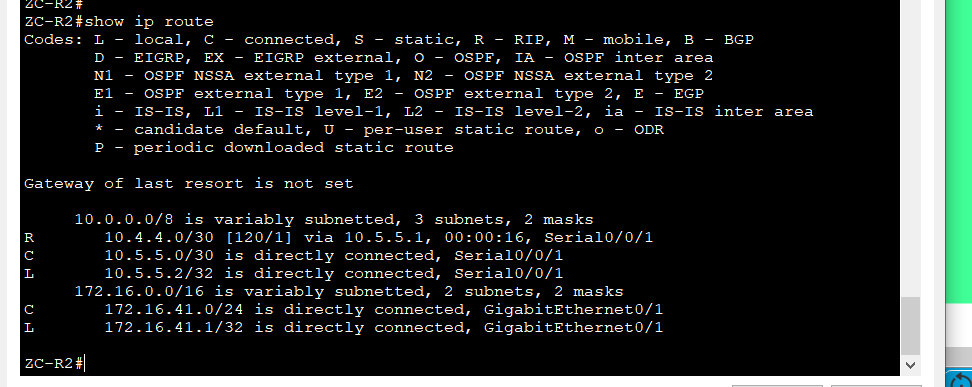 ZC-R2#
ZC-R2#show ip route
Codes: L - local, C - connected, S - static, R - RIP, M - mobile, B - BGP
D - EIGRP, EX - EIGRP external, O - OSPF, IA - OSPF inter area
N1 - OSPF NSSA external type 1, N2 - OSPF NSSA external type 2
E1 - OSPF external type 1, E2 - OSPF external type 2, E - EGP
i - IS-IS, L1 - IS-IS level-1, L2 - IS-IS level-2, ia - IS-IS inter area
* - candidate default, U - per-user static route, o - ODR
P - periodic downloaded static route
Gateway of last resort is not set
10.0.0.0/8 is variably subnetted, 3 subnets, 2 masks
R 10.4.4.0/30 [120/1] via 10.5.5.1, 00:00:16, Serial0/0/1
C 10.5.5.0/30 is directly connected, Serial0/0/1
L 10.5.5.2/32 is directly connected, Serial0/0/1
172.16.0.0/16 is variably subnetted, 2 subnets, 2 masks
C 172.16.41.0/24 is directly connected, GigabitEthernet0/1
L 172.16.41.1/32 is directly connected, GigabitEthernet0/1
ZC-R2#